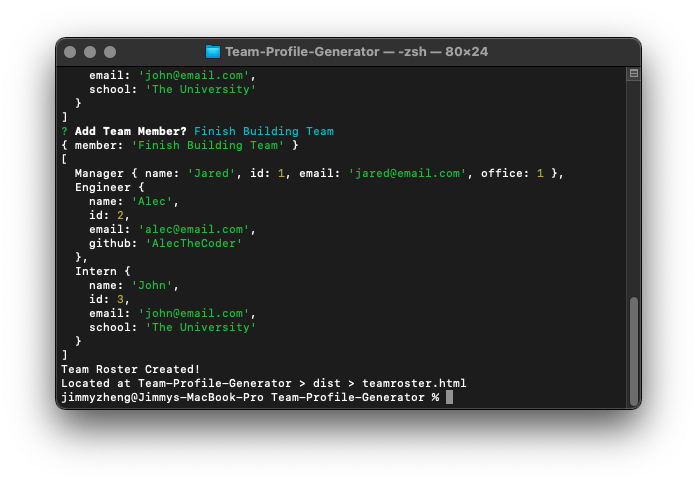 Team-Profile-Generator — -zsh — 80×24
email: 'john@email.com',
school: 'The University'
}
]
? Add Team Member? Finish Building Team
{ member: 'Finish Building Team' }
[
Manager { name: 'Jared', id: 1, email: 'jared@email.com', office: 1 },
Engineer {
name: 'Alec',
id: 2,
email: 'alec@email.com',
github: 'AlecTheCoder'
},
Intern {
name: 'John',
id: 3,
email: 'john@email.com',
school: 'The University'
}
]
Team Roster Created!
Located at Team-Profile-Generator > dist > teamroster.html
jimmyzheng@Jimmys-MacBook-Pro Team-Profile-Generator %